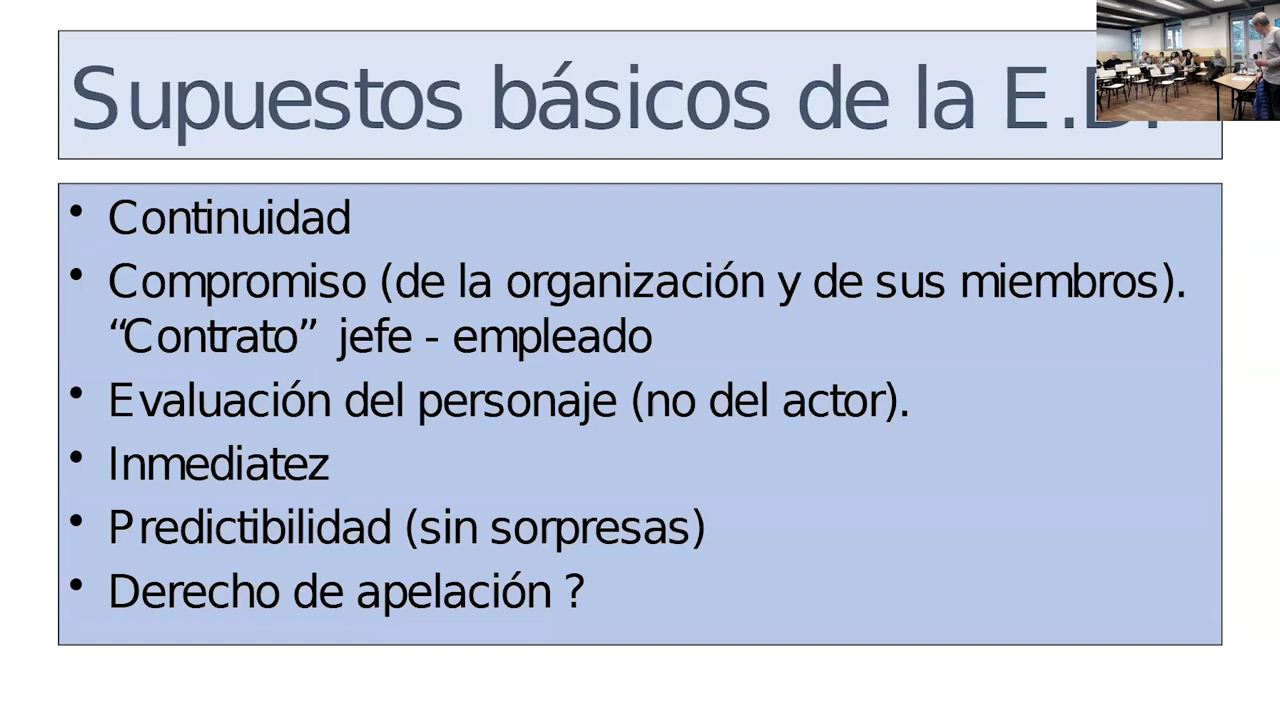 Supuestos básicos de la E.D.
• Continuidad
• Compromiso (de la organización y de sus miembros).
“Contrato” jefe - empleado
• Evaluación del personaje (no del actor).
• Inmediatez
• Predictibilidad (sin sorpresas)
• Derecho de apelación ?